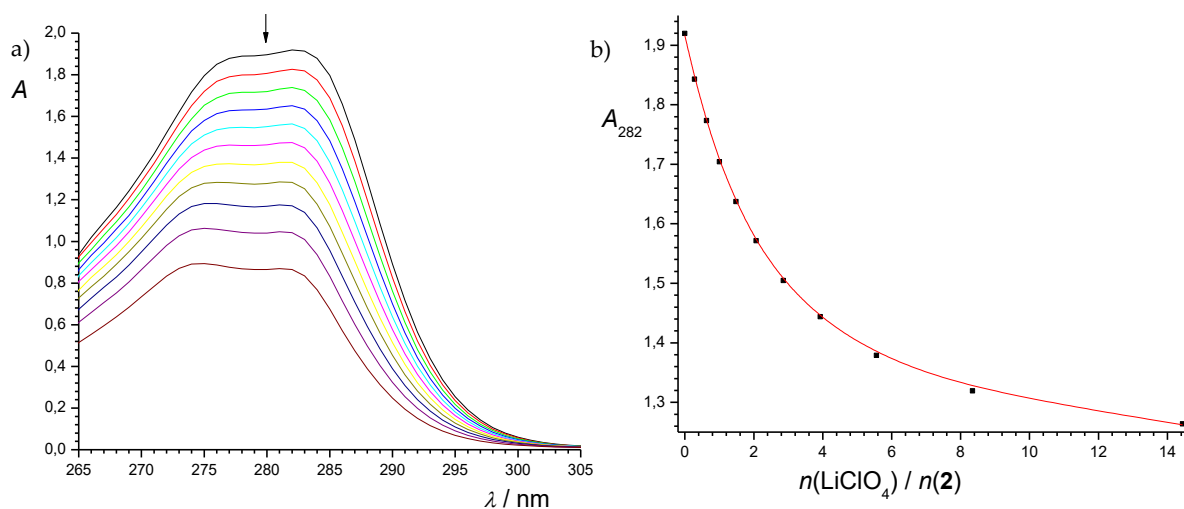 a)
A
2,0
1,8
1,6
1,4
1,2
1,0
0,8
0,6
0,4
0,2
0,0
265 270 275 280 285 290 295 300 305
λ / nm
b)
A282
1,9
1,8
1,7
1,6
1,5
1,4
1,3
0 2 4 6 8 10 12 14
n(LiClO4) / n(2)